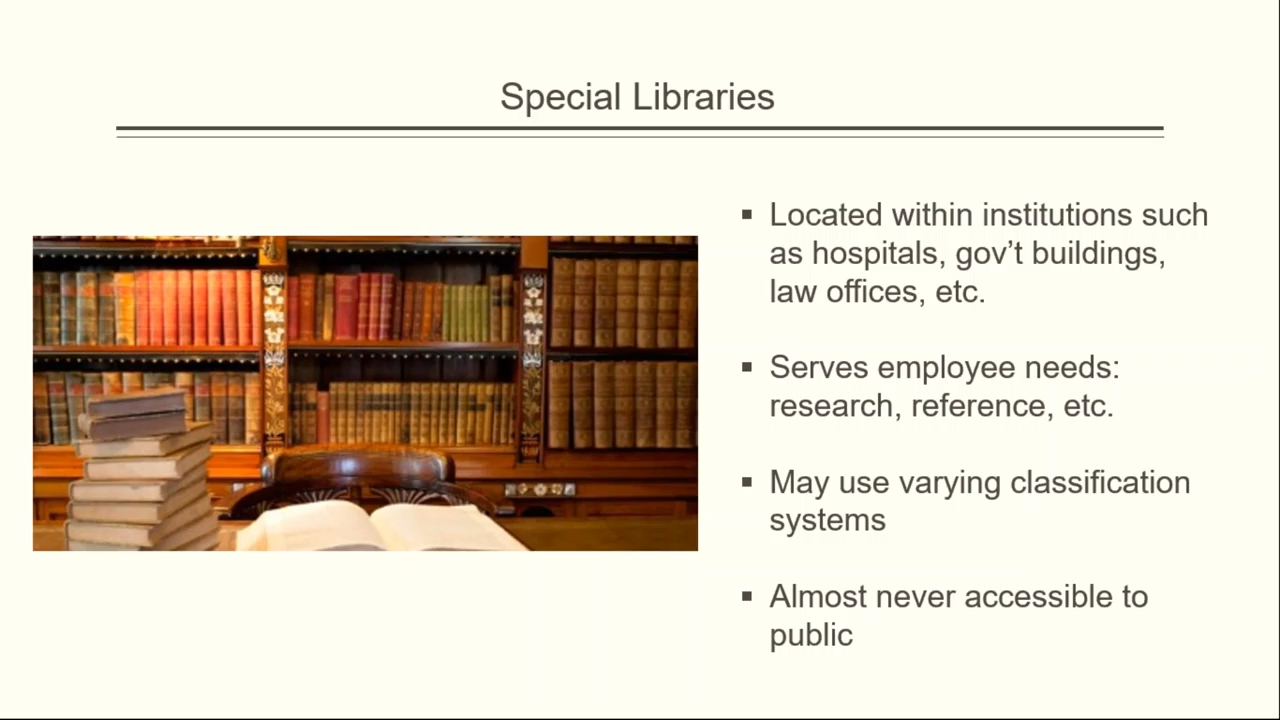 Special Libraries
▪ Located within institutions such
as hospitals, gov’t buildings,
law offices, etc.
▪ Serves employee needs:
research, reference, etc.
▪ May use varying classification
systems
▪ Almost never accessible to
public